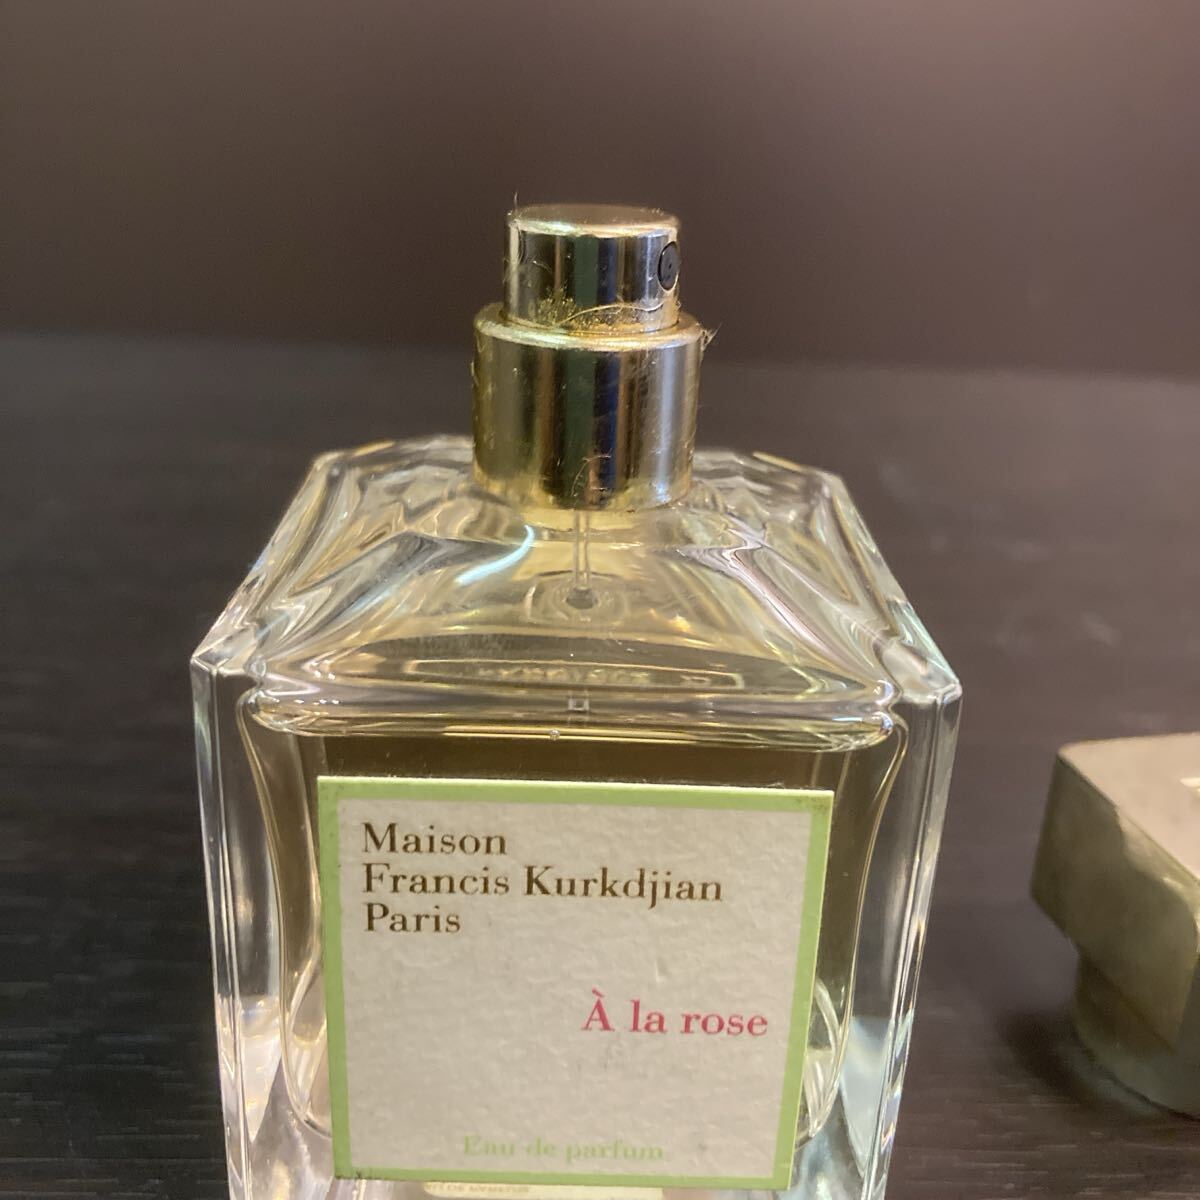 Maison
Francis Kurkdjian
Paris
À la rose
Eau de parfum